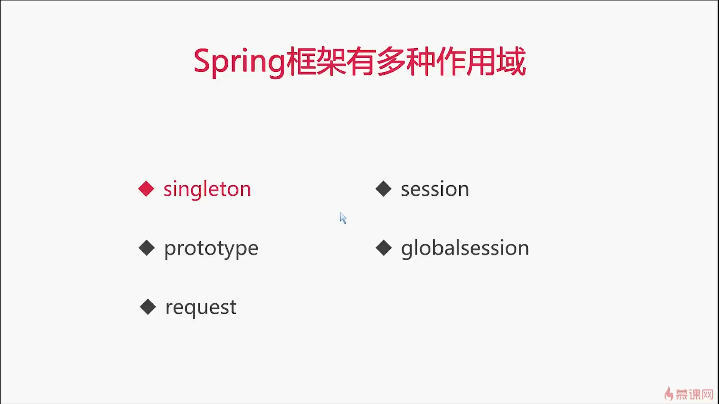 Spring框架有多种作用域
singleton
session
prototype
globalsession
request
慕课网